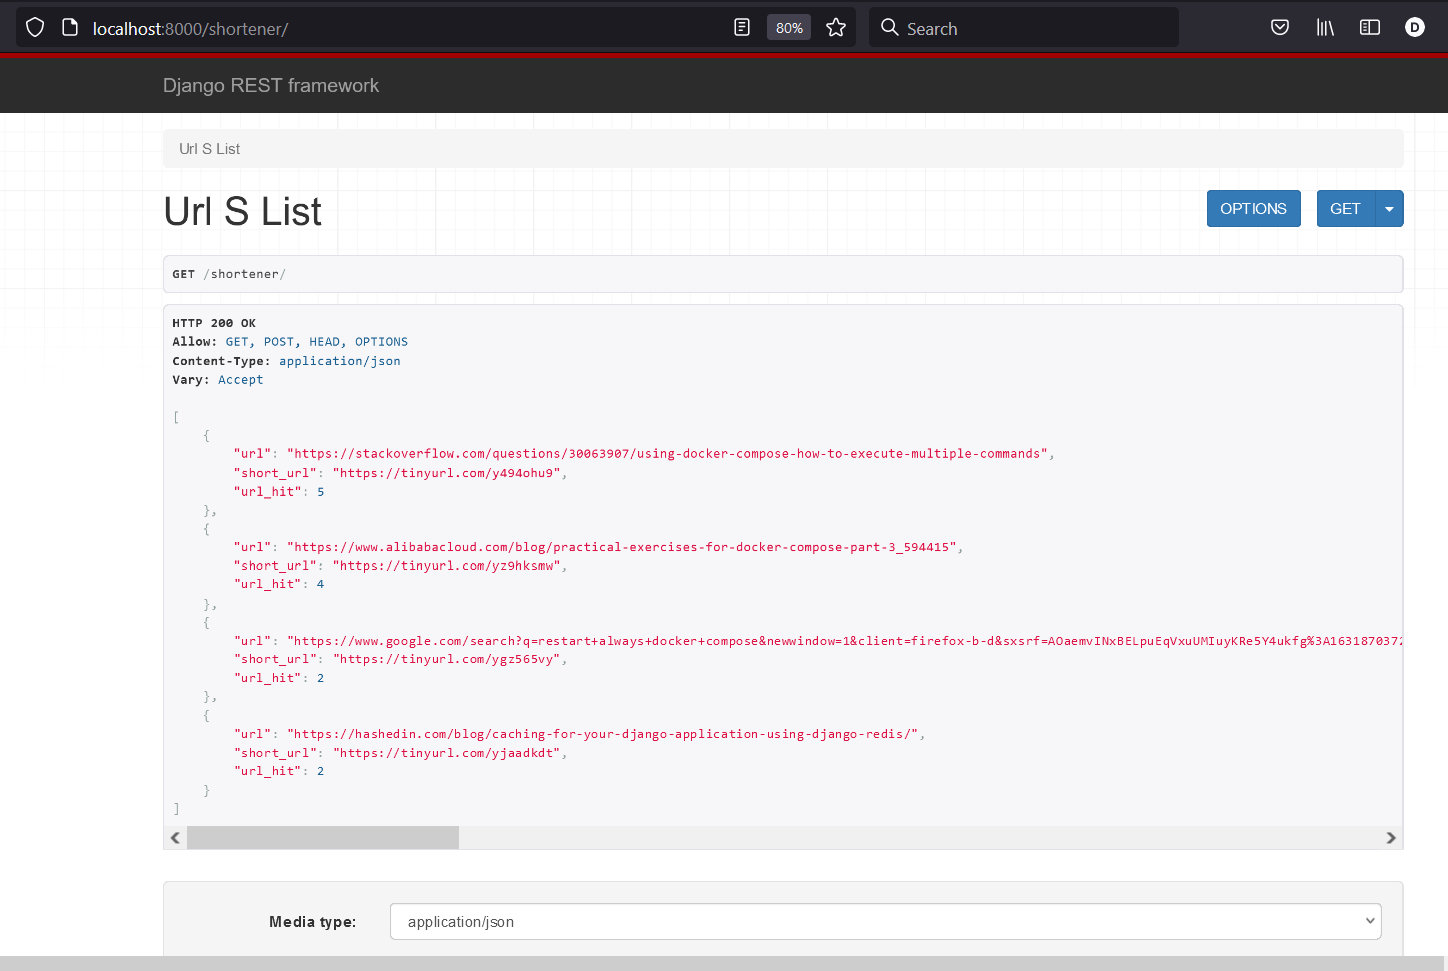 localhost:8000/shortener/
80%
Search
D
Django REST framework
Url S List
Url S List
OPTIONS
GET
GET /shortener/
HTTP 200 OK
Allow: GET, POST, HEAD, OPTIONS
Content-Type: application/json
Vary: Accept
[
    {
        "url": "https://stackoverflow.com/questions/30063907/using-docker-compose-how-to-execute-multiple-commands",
        "short_url": "https://tinyurl.com/y494ohu9",
        "url_hit": 5
    },
    {
        "url": "https://www.alibabacloud.com/blog/practical-exercises-for-docker-compose-part-3_594415",
        "short_url": "https://tinyurl.com/yz9hksmw",
        "url_hit": 4
    },
    {
        "url": "https://www.google.com/search?q=restart+always+docker+compose&newwindow=1&client=firefox-b-d&sxsrf=AOaemvINxBELpuEqVxuUMIuyKRe5Y4ukfg%3A1631870372
        "short_url": "https://tinyurl.com/ygz565vy",
        "url_hit": 2
    },
    {
        "url": "https://hashedin.com/blog/caching-for-your-django-application-using-django-redis/",
        "short_url": "https://tinyurl.com/yjaadkdt",
        "url_hit": 2
    }
]
Media type:
application/json